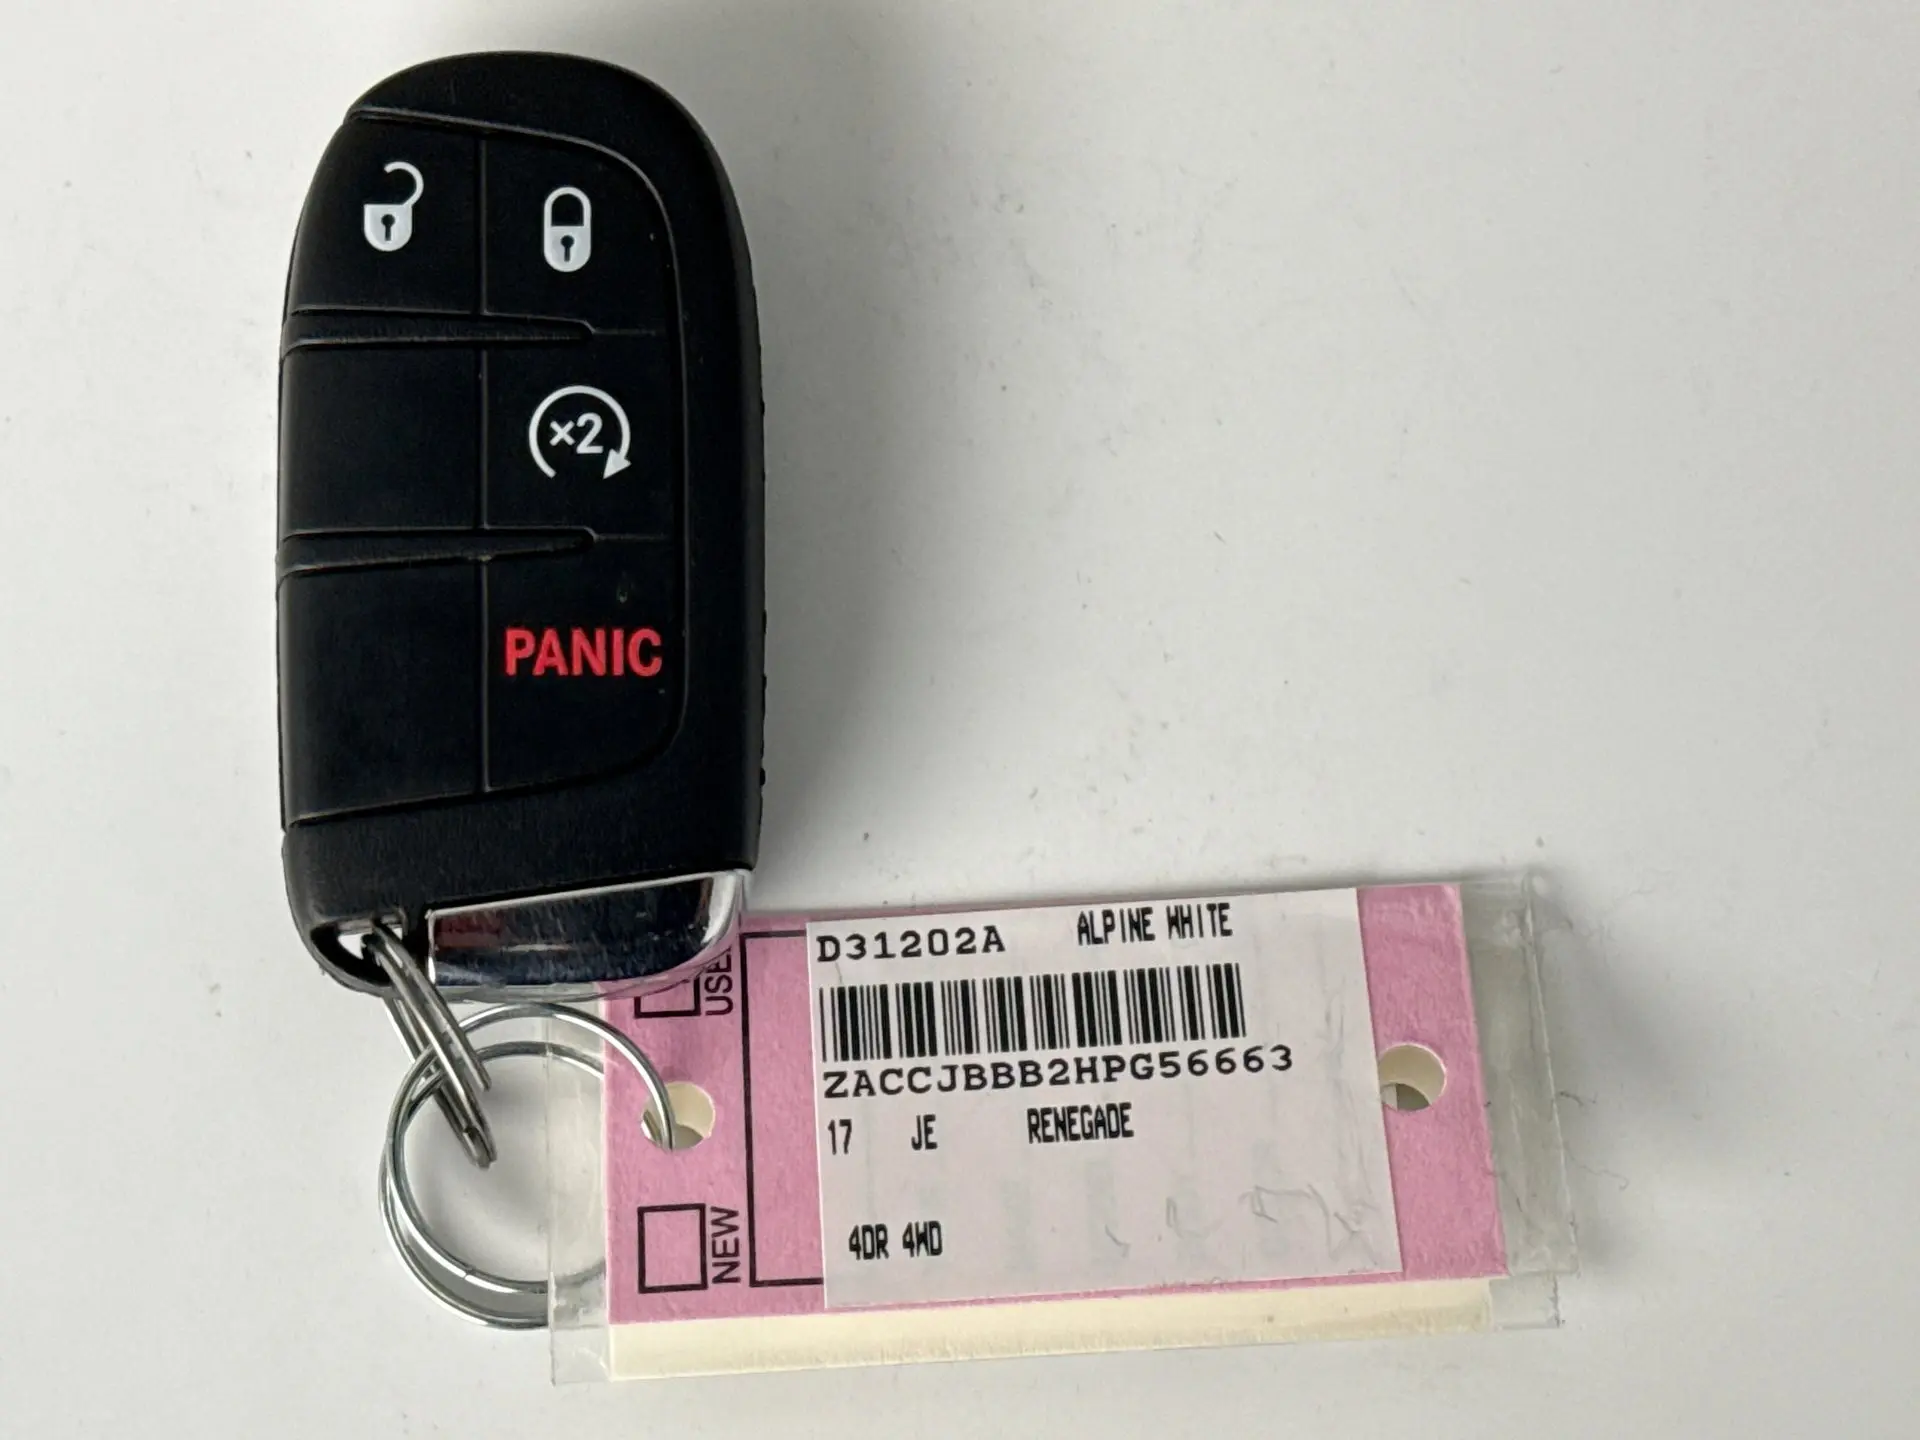 ×2
PANIC
USED
D31202A ALPINE WHITE
ZACCJBBB2HPG56663
17 JE RENEGADE
4DR 4WD
NEW